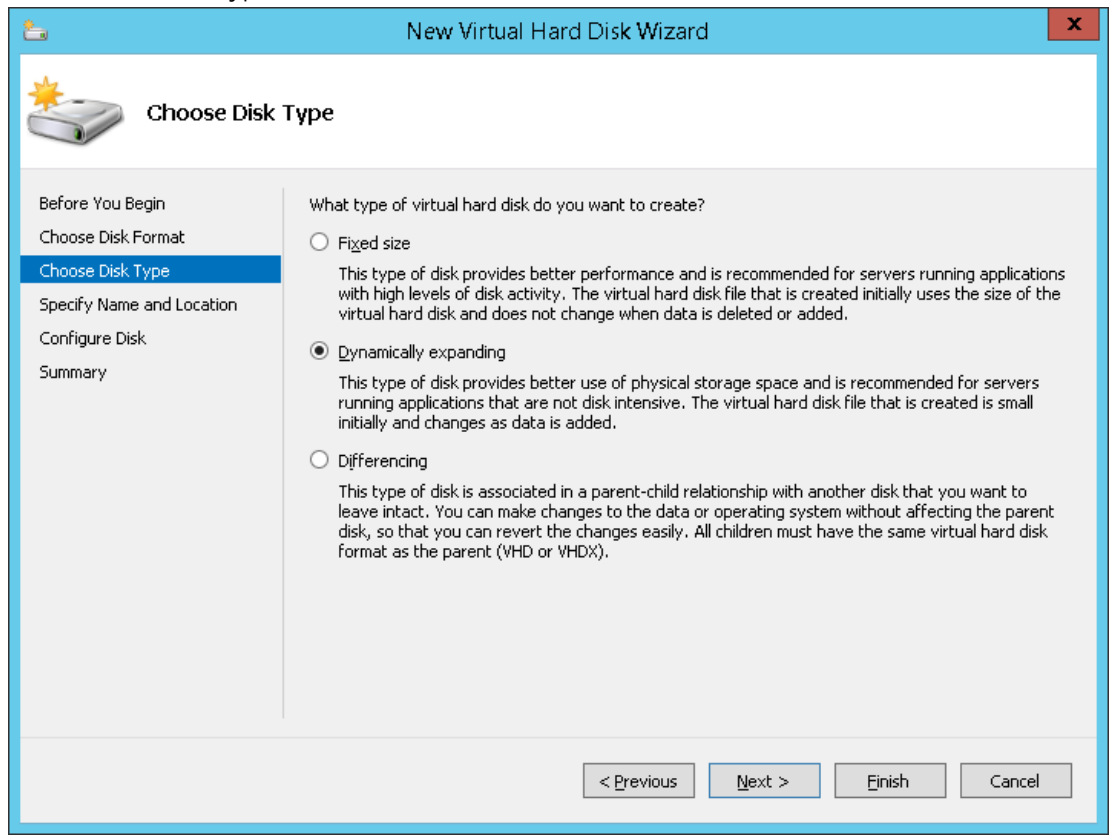 New Virtual Hard Disk Wizard
x
Choose Disk Type
Before You Begin
Choose Disk Format
Choose Disk Type
Specify Name and Location
Configure Disk
Summary
What type of virtual hard disk do you want to create?
Fixed size
This type of disk provides better performance and is recommended for servers running applications
with high levels of disk activity. The virtual hard disk file that is created initially uses the size of the
virtual hard disk and does not change when data is deleted or added.
Dynamically expanding
This type of disk provides better use of physical storage space and is recommended for servers
running applications that are not disk intensive. The virtual hard disk file that is created is small
initially and changes as data is added.
Differencing
This type of disk is associated in a parent-child relationship with another disk that you want to
leave intact. You can make changes to the data or operating system without affecting the parent
disk, so that you can revert the changes easily. All children must have the same virtual hard disk
format as the parent (VHD or VHDX).
< Previous
Next >
Finish
Cancel